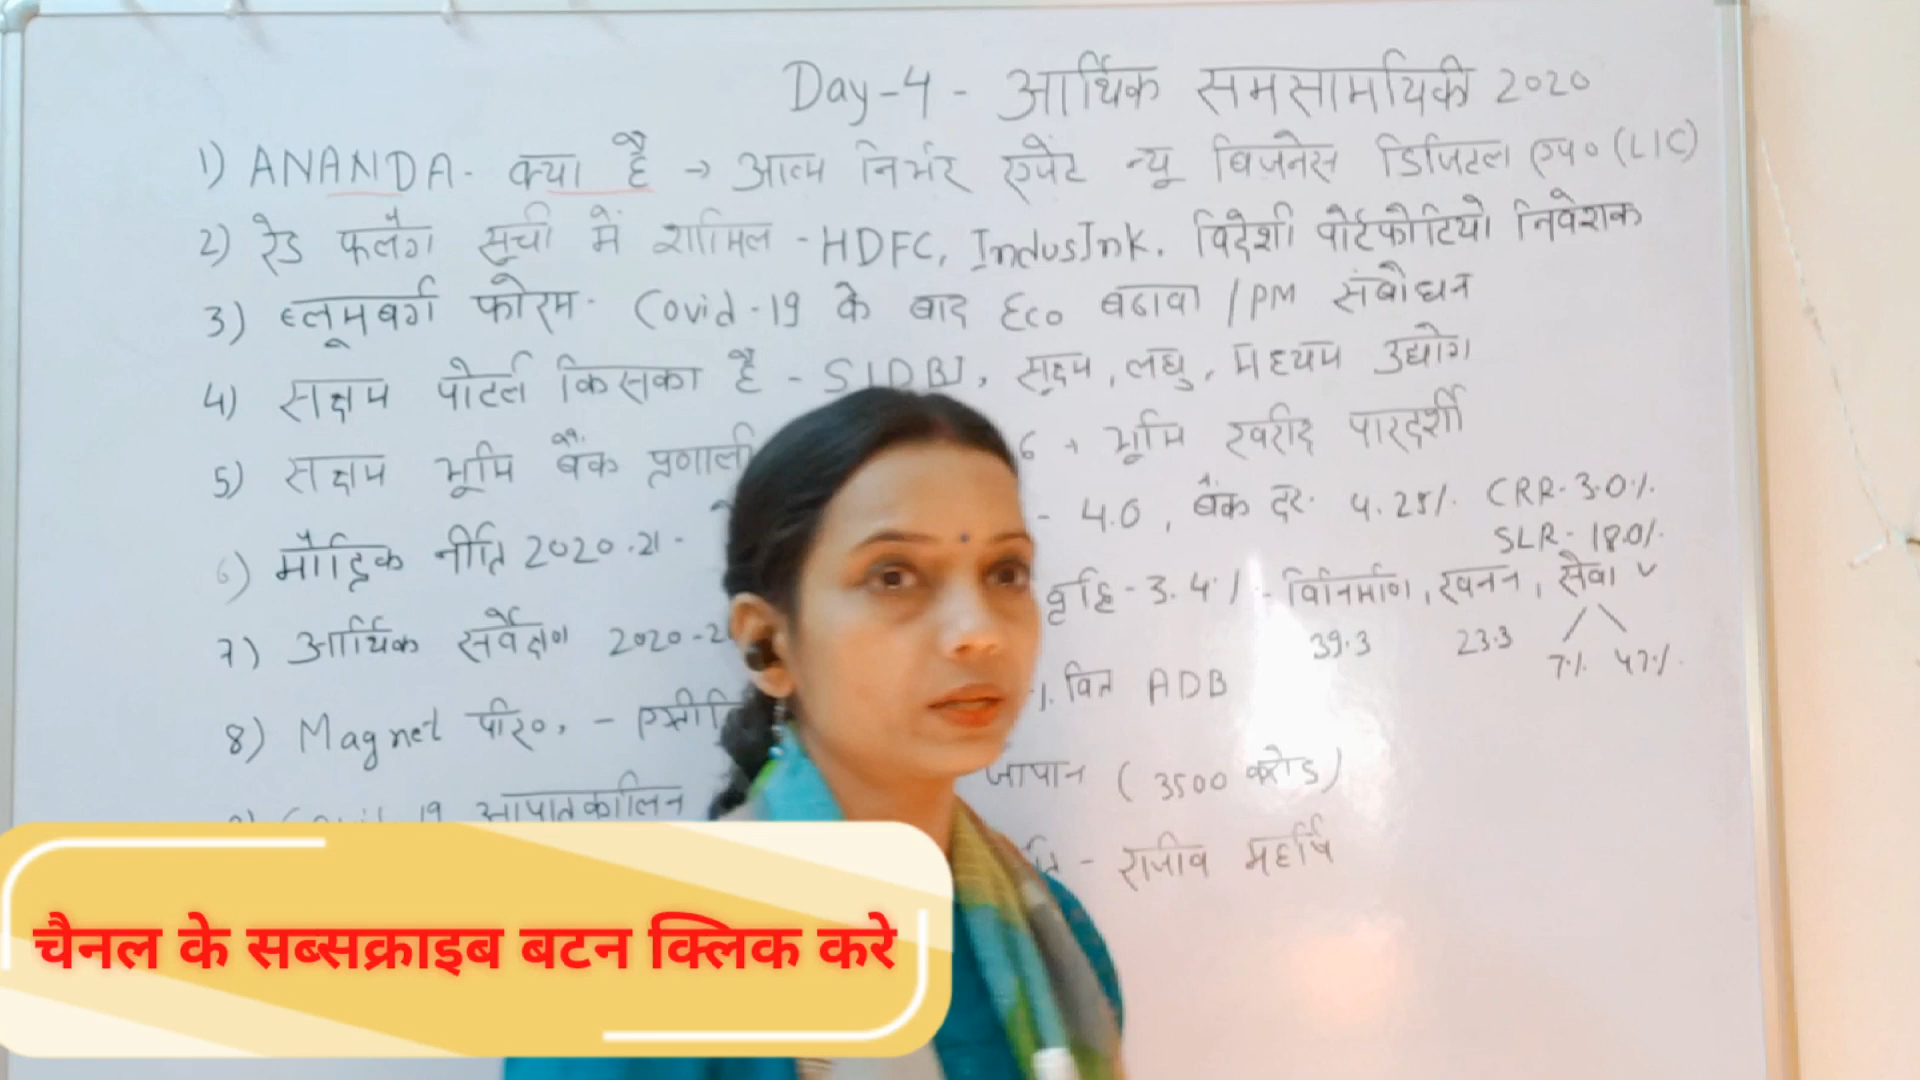 Day-4 - आर्थिक समसामयिकी 2020
1) ANANDA- क्या है → आत्म निर्भर एजेंट न्यू बिजनेस डिजिटल एप० (LIC)
2) रेड फ्लैग सूची में शामिल - HDFC, IndusInk. विदेशी पोर्टफोटियो निवेशक
3) ब्लूमबर्ग फोरम- Covid-19 के बाद Eco बढावा / PM संबोधन
4) सक्षम पोर्टल किसका है - SIDBI, सूक्ष्म, लघु, मध्यम उद्योग
5) सक्षम भूमि बैंक प्रणाली 6 + भूमि खरीद पारदर्शी
6) मौद्रिक नीति 2020-21 - - 4.0, बैंक दर- 4.25%. CRR-3.0%.
SLR- 18.0%.
7) आर्थिक सर्वेक्षण 2020-2 वृद्धि - 3.4% - विनिर्माण, खनन, सेवा
39.3 23.3 7% 47%.
8) Magnet परि०, - %. वित्त ADB
19 आपातकालिन जापान (3500 करोड)
- राजीव महर्षि
चैनल के सब्सक्राइब बटन क्लिक करे